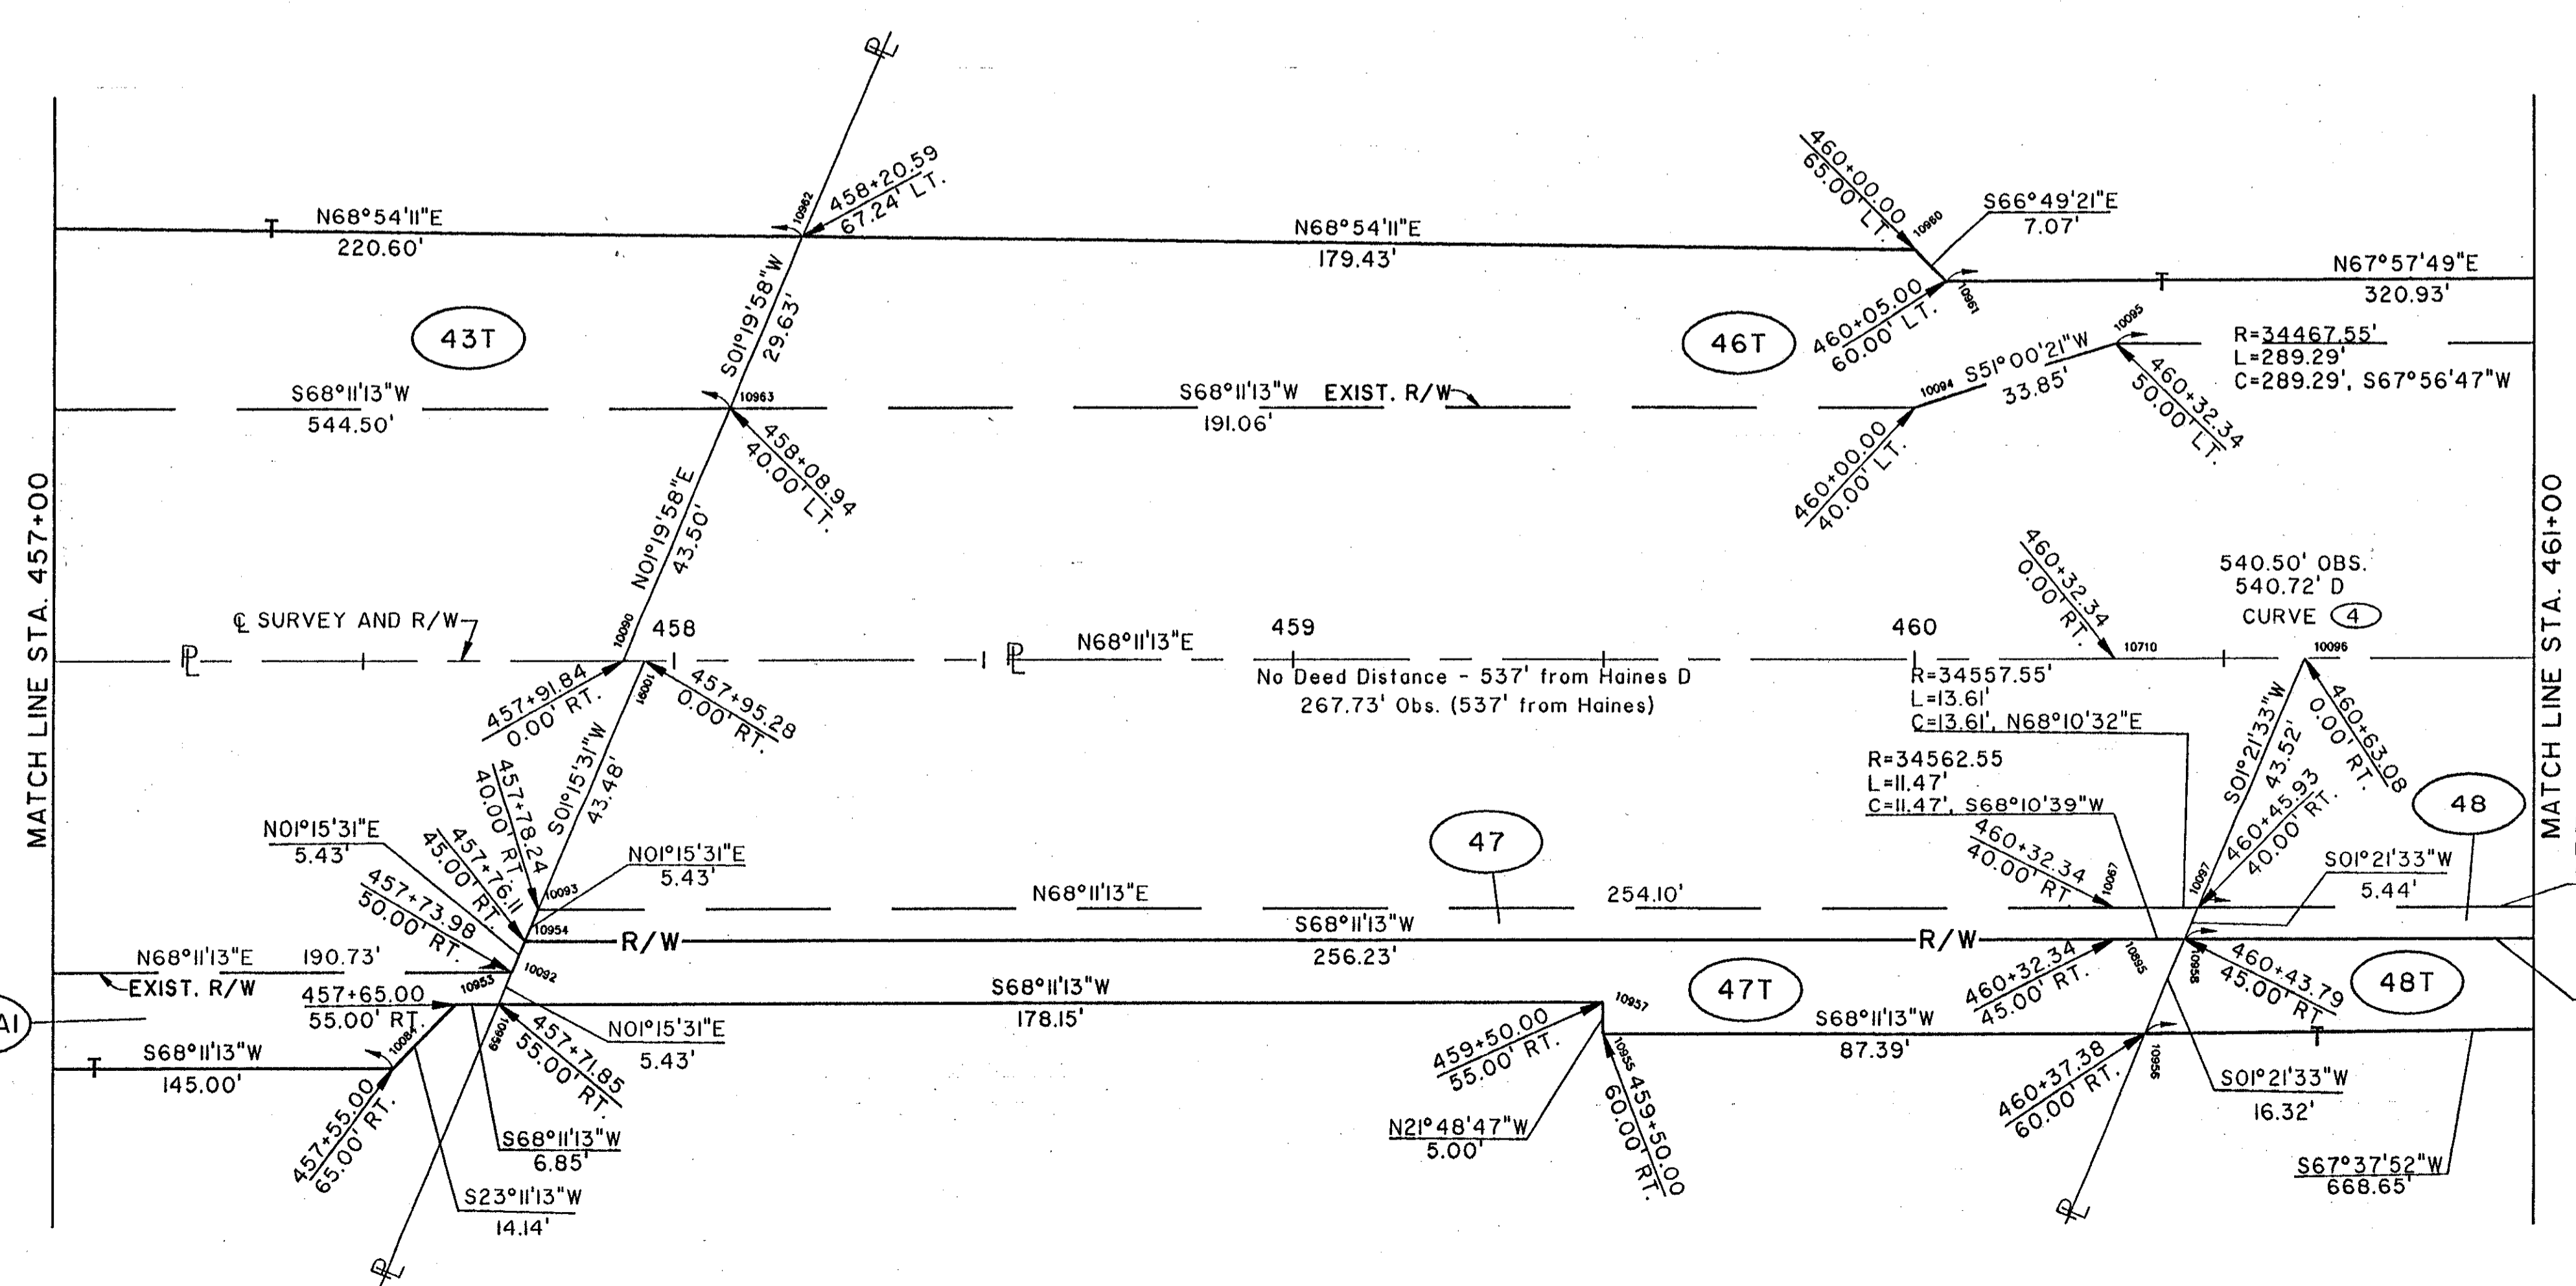 MATCH LINE STA. 457+00
N68°54'11"E
220.60'
T
10962
458+20.59
67.24' LT.
N68°54'11"E
179.43'
460+00.00
65.00' LT.
10960
S66°49'21"E
7.07'
460+05.00
60.00' LT.
10961
T
N67°57'49"E
320.93'
43T
S01°19'58"W
29.63'
46T
S51°00'21"W
33.85'
10095
460+32.34
50.00' LT.
R=34467.55'
L=289.29'
C=289.29', S67°56'47"W
S68°11'13"W
544.50'
10963
458+08.94
40.00' LT.
S68°11'13"W EXIST. R/W
191.06'
10094
460+00.00
40.00' LT.
N01°19'58"E
43.50'
MATCH LINE STA. 461+00
460+32.34
0.00' RT.
540.50' OBS.
540.72' D
CURVE 4
℄ SURVEY AND R/W
10090
458
459
460
N68°11'13"E
10710
10096
No Deed Distance - 537' from Haines D
267.73' Obs. (537' from Haines)
457+91.84
0.00' RT.
10091
457+95.28
0.00' RT.
R=34557.55'
L=13.61'
C=13.61', N68°10'32"E
R=34562.55
L=11.47'
C=11.47', S68°10'39"W
S01°21'33"W
43.52'
460+63.08
0.00' RT.
S01°15'31"W
43.48'
457+78.24
40.00' RT.
457+76.11
45.00' RT.
457+73.98
50.00' RT.
N01°15'31"E
5.43'
N01°15'31"E
5.43'
47
48
460+32.34
40.00' RT.
10067
10097
460+45.93
40.00' RT.
S01°21'33"W
5.44'
10093
N68°11'13"E
254.10'
10954
R/W
S68°11'13"W
256.23'
R/W
N68°11'13"E 190.73'
EXIST. R/W
10953
10092
457+65.00
55.00' RT.
460+32.34
45.00' RT.
10895
10958
460+43.79
45.00' RT
48T
47T
S68°11'13"W
178.15'
10957
459+50.00
55.00' RT.
10955
S68°11'13"W
87.39'
T
A1
T
S68°11'13"W
145.00'
10959
457+71.85
55.00' RT.
N01°15'31"E
5.43'
457+55.00
65.00' RT.
S68°11'13"W
6.85'
S23°11'13"W
14.14'
N21°48'47"W
5.00'
459+50.00
60.00' RT.
460+37.38
60.00' RT.
10956
S01°21'33"W
16.32'
S67°37'52"W
668.65'